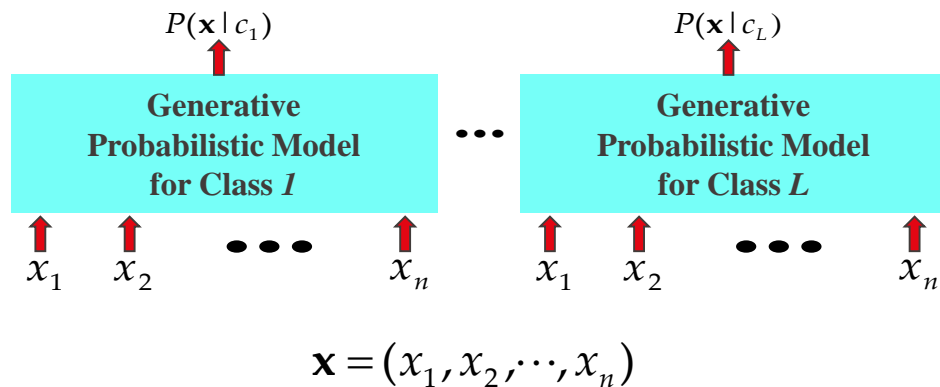 P(x | c₁) P(x | c_L)
Generative Generative
Probabilistic Model ••• Probabilistic Model
for Class 1 for Class L
x₁ x₂ ••• xₙ x₁ x₂ ••• xₙ
x = (x₁, x₂, ⋯, xₙ)